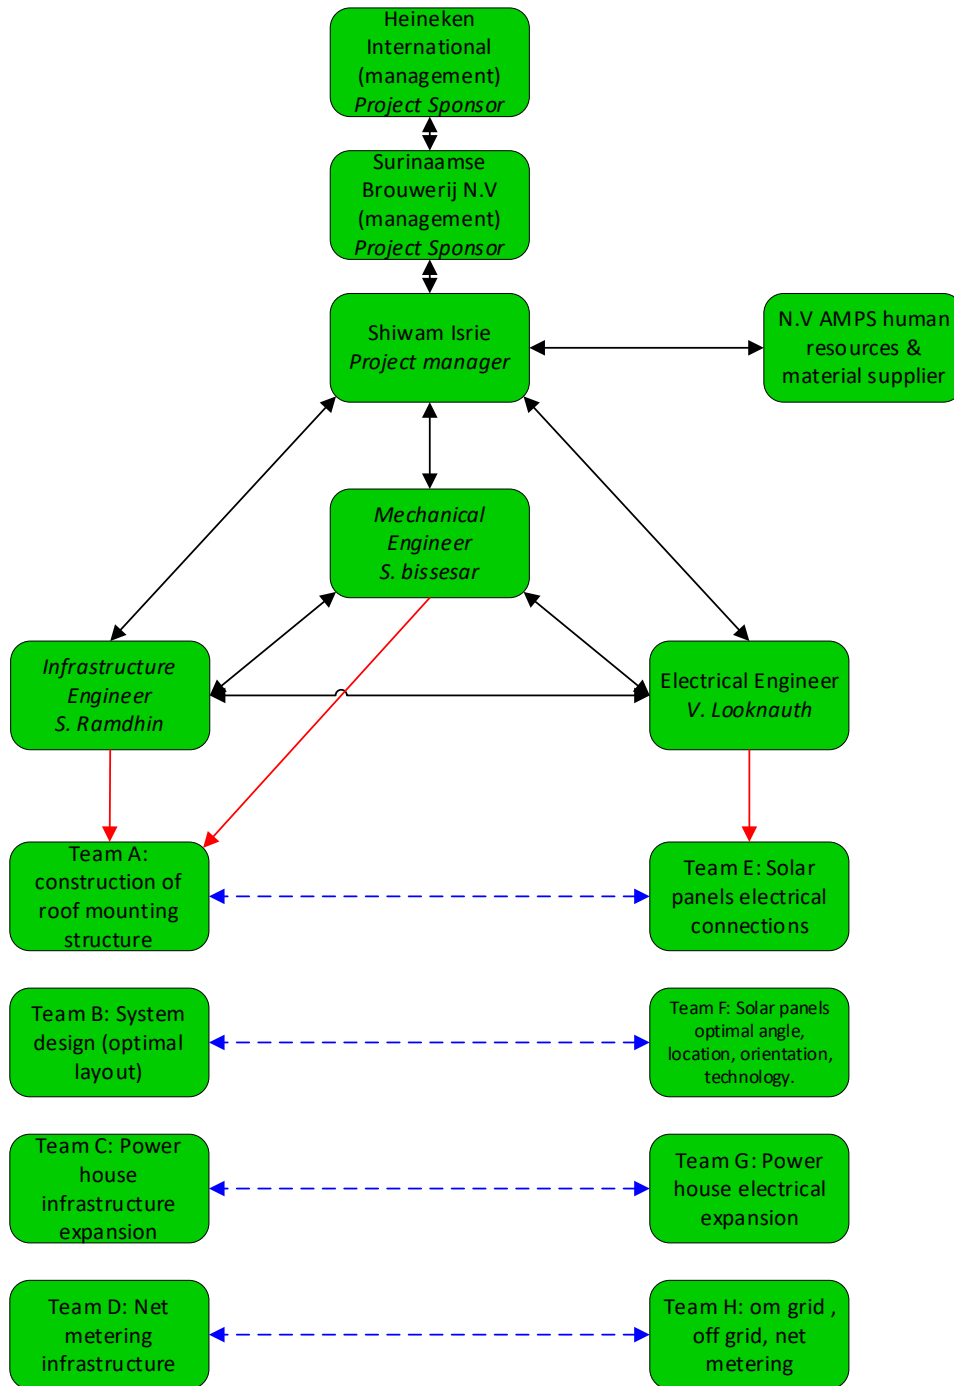 Heineken
International
(management)
Project Sponsor
Surinaamse
Brouwerij N.V
(management)
Project Sponsor
Shiwam Isrie
Project manager
N.V AMPS human
resources &
material supplier
Mechanical
Engineer
S. bissesar
Infrastructure
Engineer
S. Ramdhin
Electrical Engineer
V. Looknauth
Team A:
construction of
roof mounting
structure
Team E: Solar
panels electrical
connections
Team B: System
design (optimal
layout)
Team F: Solar panels
optimal angle,
location, orientation,
technology.
Team C: Power
house
infrastructure
expansion
Team G: Power
house electrical
expansion
Team D: Net
metering
infrastructure
Team H: om grid ,
off grid, net
metering